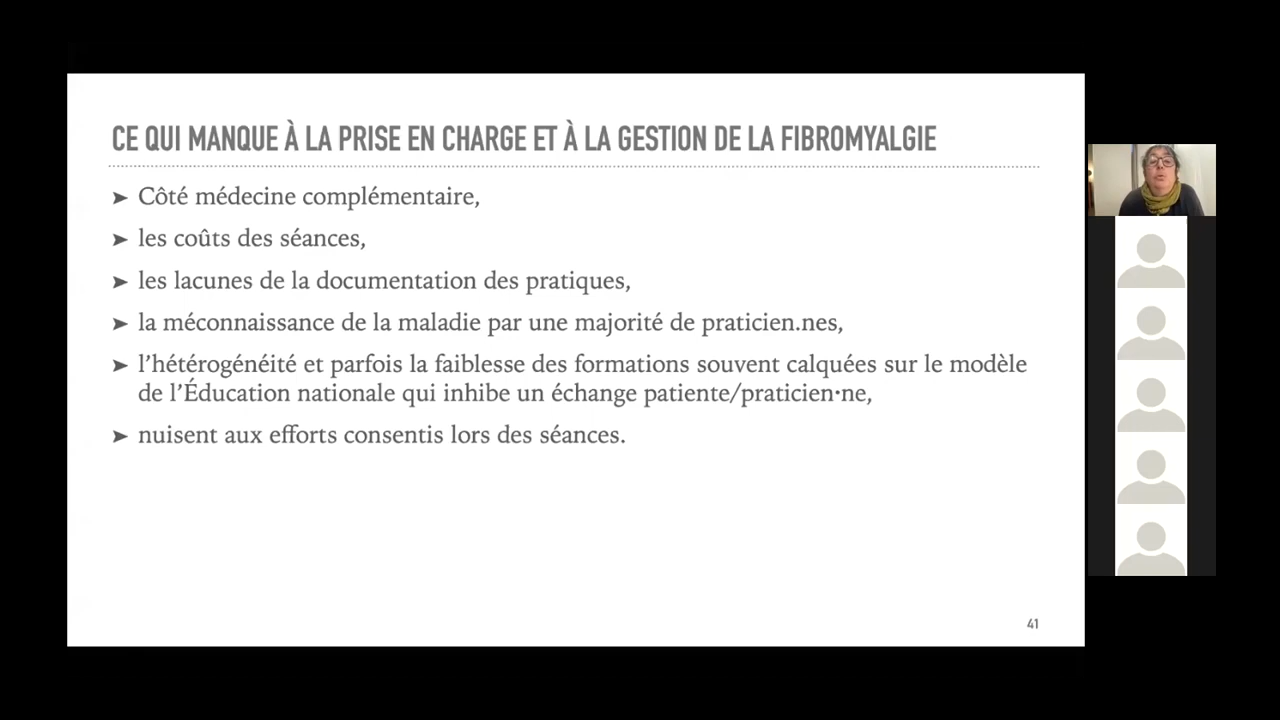 CE QUI MANQUE À LA PRISE EN CHARGE ET À LA GESTION DE LA FIBROMYALGIE
➤ Côté médecine complémentaire,
➤ les coûts des séances,
➤ les lacunes de la documentation des pratiques,
➤ la méconnaissance de la maladie par une majorité de praticien.nes,
➤ l’hétérogénéité et parfois la faiblesse des formations souvent calquées sur le modèle
de l’Éducation nationale qui inhibe un échange patiente/praticien·ne,
➤ nuisent aux efforts consentis lors des séances.
41